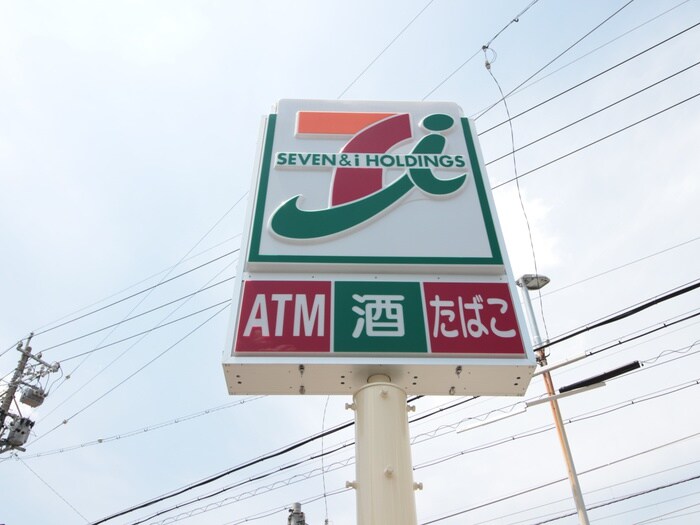 SEVEN & i HOLDINGS
ATM 酒 たばこ